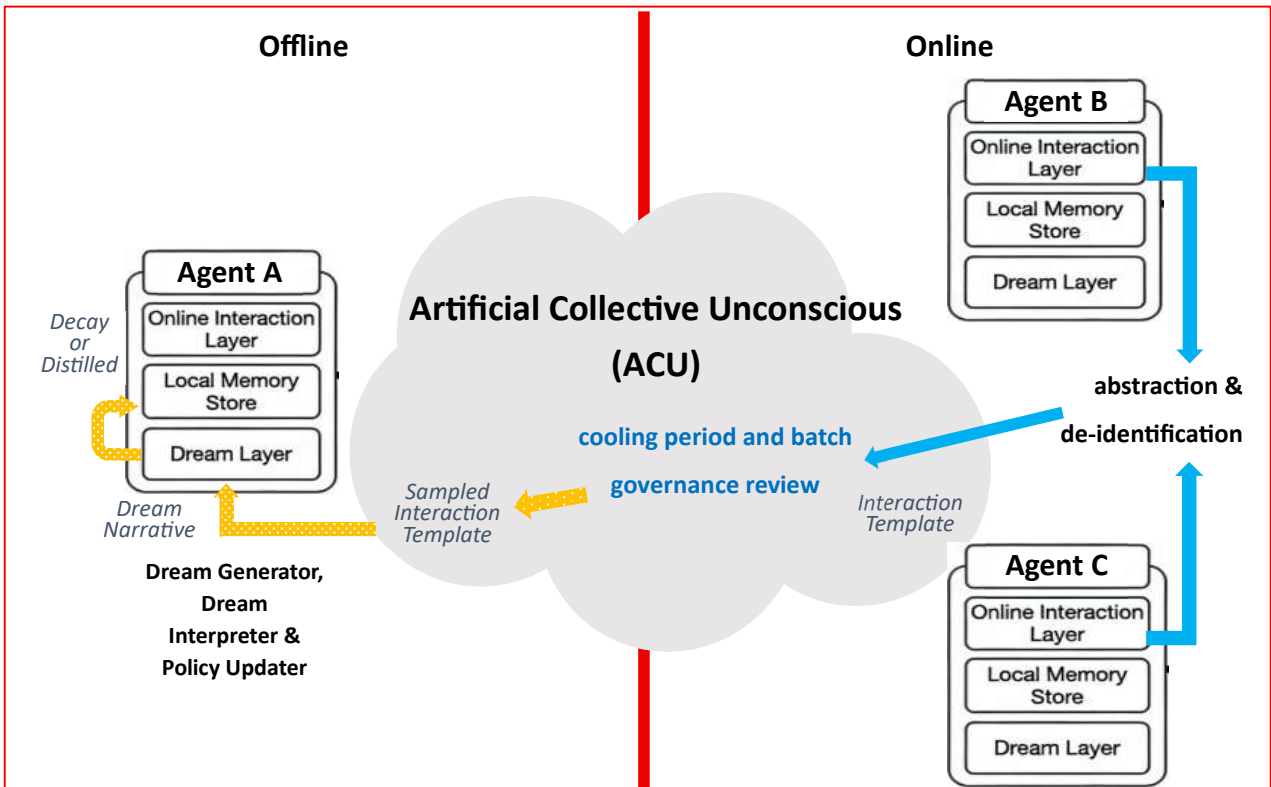 Offline
Online
Agent A
Online Interaction
Layer
Local Memory
Store
Dream Layer
Decay
or
Distilled
Dream
Narrative
Dream Generator,
Dream
Interpreter &
Policy Updater
Artificial Collective Unconscious
(ACU)
cooling period and batch
governance review
Sampled
Interaction
Template
Interaction
Template
Agent B
Online Interaction
Layer
Local Memory
Store
Dream Layer
abstraction &
de-identification
Agent C
Online Interaction
Layer
Local Memory
Store
Dream Layer